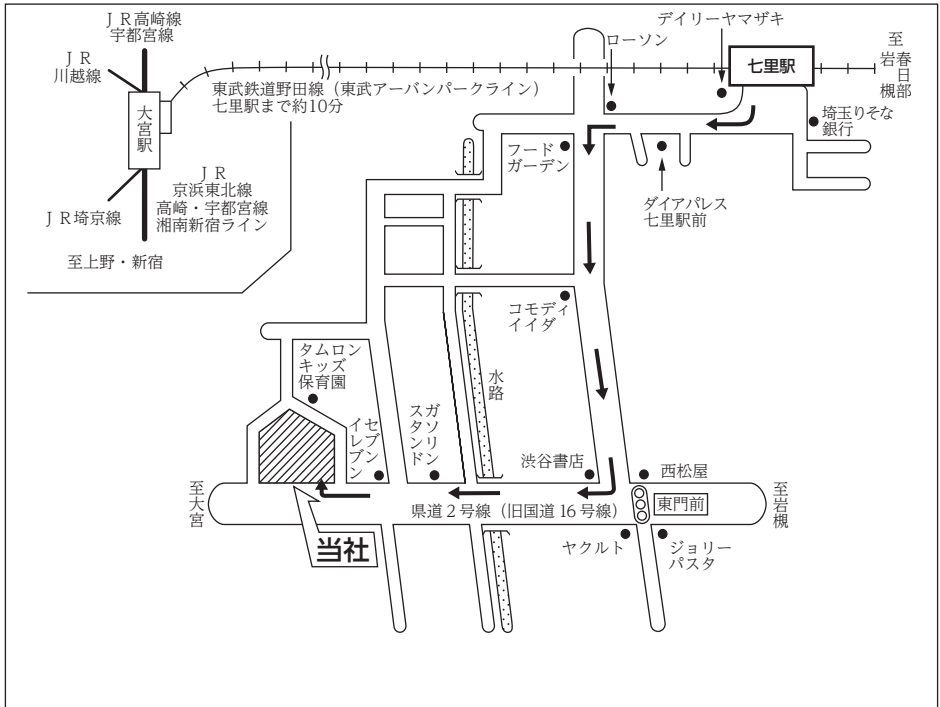 ＪＲ高崎線
宇都宮線
ＪＲ
川越線
大宮駅
東武鉄道野田線（東武アーバンパークライン）
七里駅まで約10分
ＪＲ
京浜東北線
高崎・宇都宮線
湘南新宿ライン
ＪＲ埼京線
至上野・新宿
デイリーヤマザキ
ローソン
七里駅
至
春日部
岩槻
埼玉りそな
銀行
フード
ガーデン
ダイアパレス
七里駅前
コモディ
イイダ
タムロン
キッズ
保育園
水路
セブン
イレブン
ガソリン
スタンド
渋谷書店
西松屋
東門前
至大宮
至岩槻
県道２号線（旧国道16号線）
当社
ヤクルト
ジョリー
パスタ